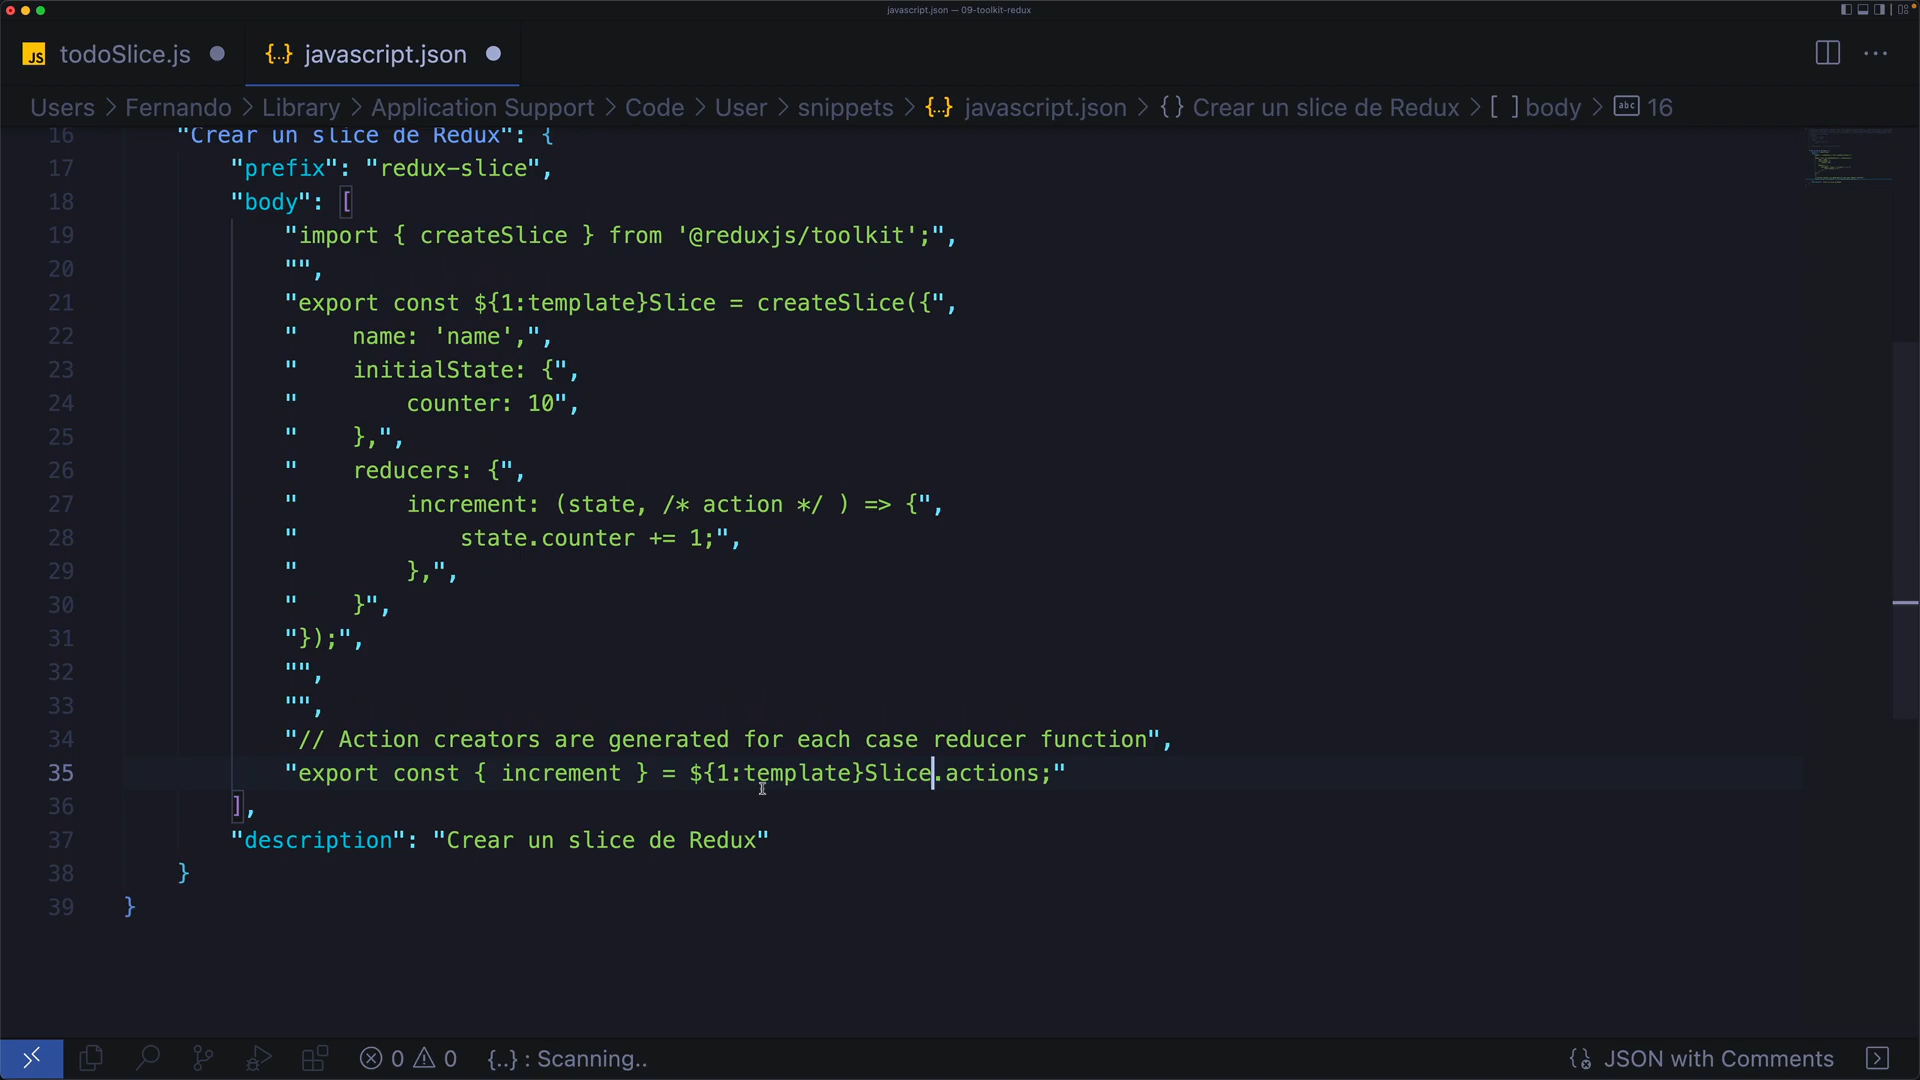 javascript.json — 09-toolkit-redux
todoSlice.js
{..} javascript.json
Users > Fernando > Library > Application Support > Code > User > snippets > {..} javascript.json > {} Crear un slice de Redux > [ ] body > abc 16
16 "Crear un slice de Redux": {
17 "prefix": "redux-slice",
18 "body": [
19 "import { createSlice } from '@reduxjs/toolkit';",
20 "",
21 "export const ${1:template}Slice = createSlice({",
22 "    name: 'name',",
23 "    initialState: {",
24 "        counter: 10",
25 "    },",
26 "    reducers: {",
27 "        increment: (state, /* action */ ) => {",
28 "            state.counter += 1;",
29 "        },",
30 "    }",
31 "});",
32 "",
33 "",
34 "// Action creators are generated for each case reducer function",
35 "export const { increment } = ${1:template}Slice.actions;"
36 ],
37 "description": "Crear un slice de Redux"
38 }
39 }
0 0 {..} : Scanning.. JSON with Comments